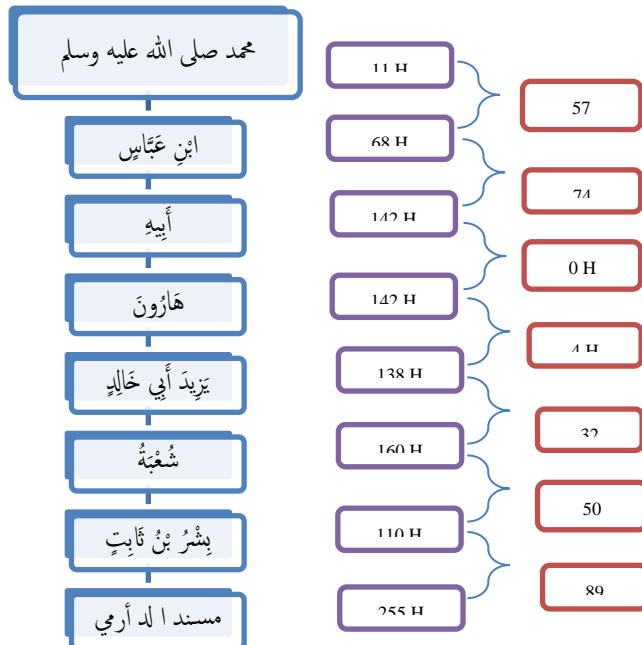 محمد صلى الله عليه وسلم
ابْنِ عَبَّاسٍ
أَبِيهِ
هَارُونَ
يَزِيدَ أَبِي خَالِدٍ
شُعْبَةُ
بِشْرُ بْنُ ثَابِتٍ
مسند ا لد أرمي
11 H
68 H
142 H
142 H
138 H
160 H
110 H
255 H
57
74
0 H
4 H
32
50
89